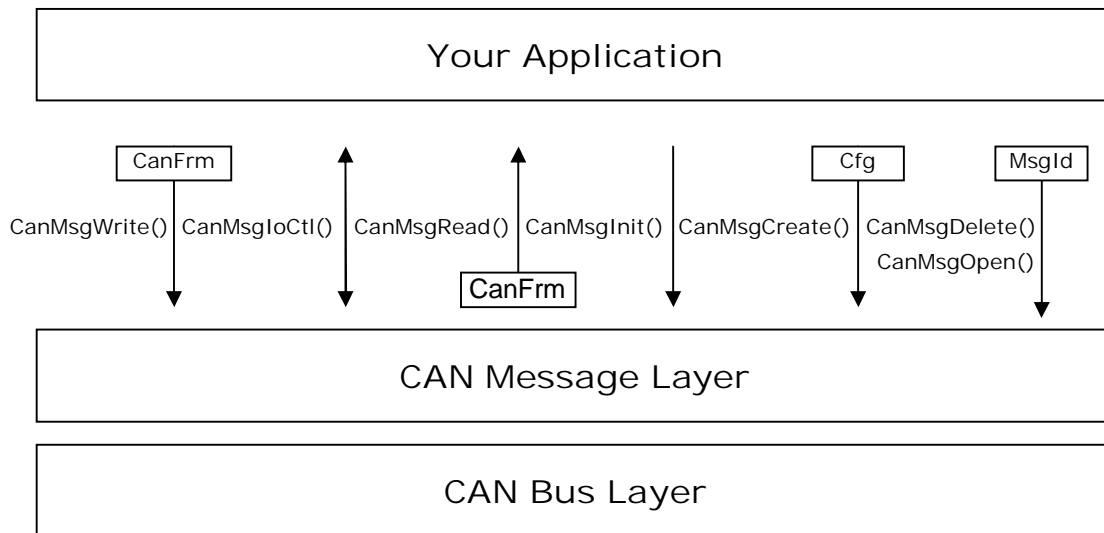 Your Application
CanFrm
Cfg
MsgId
CanMsgWrite()
CanMsgIoCtl()
CanMsgRead()
CanMsgInit()
CanMsgCreate()
CanMsgDelete()
CanMsgOpen()
CanFrm
CAN Message Layer
CAN Bus Layer